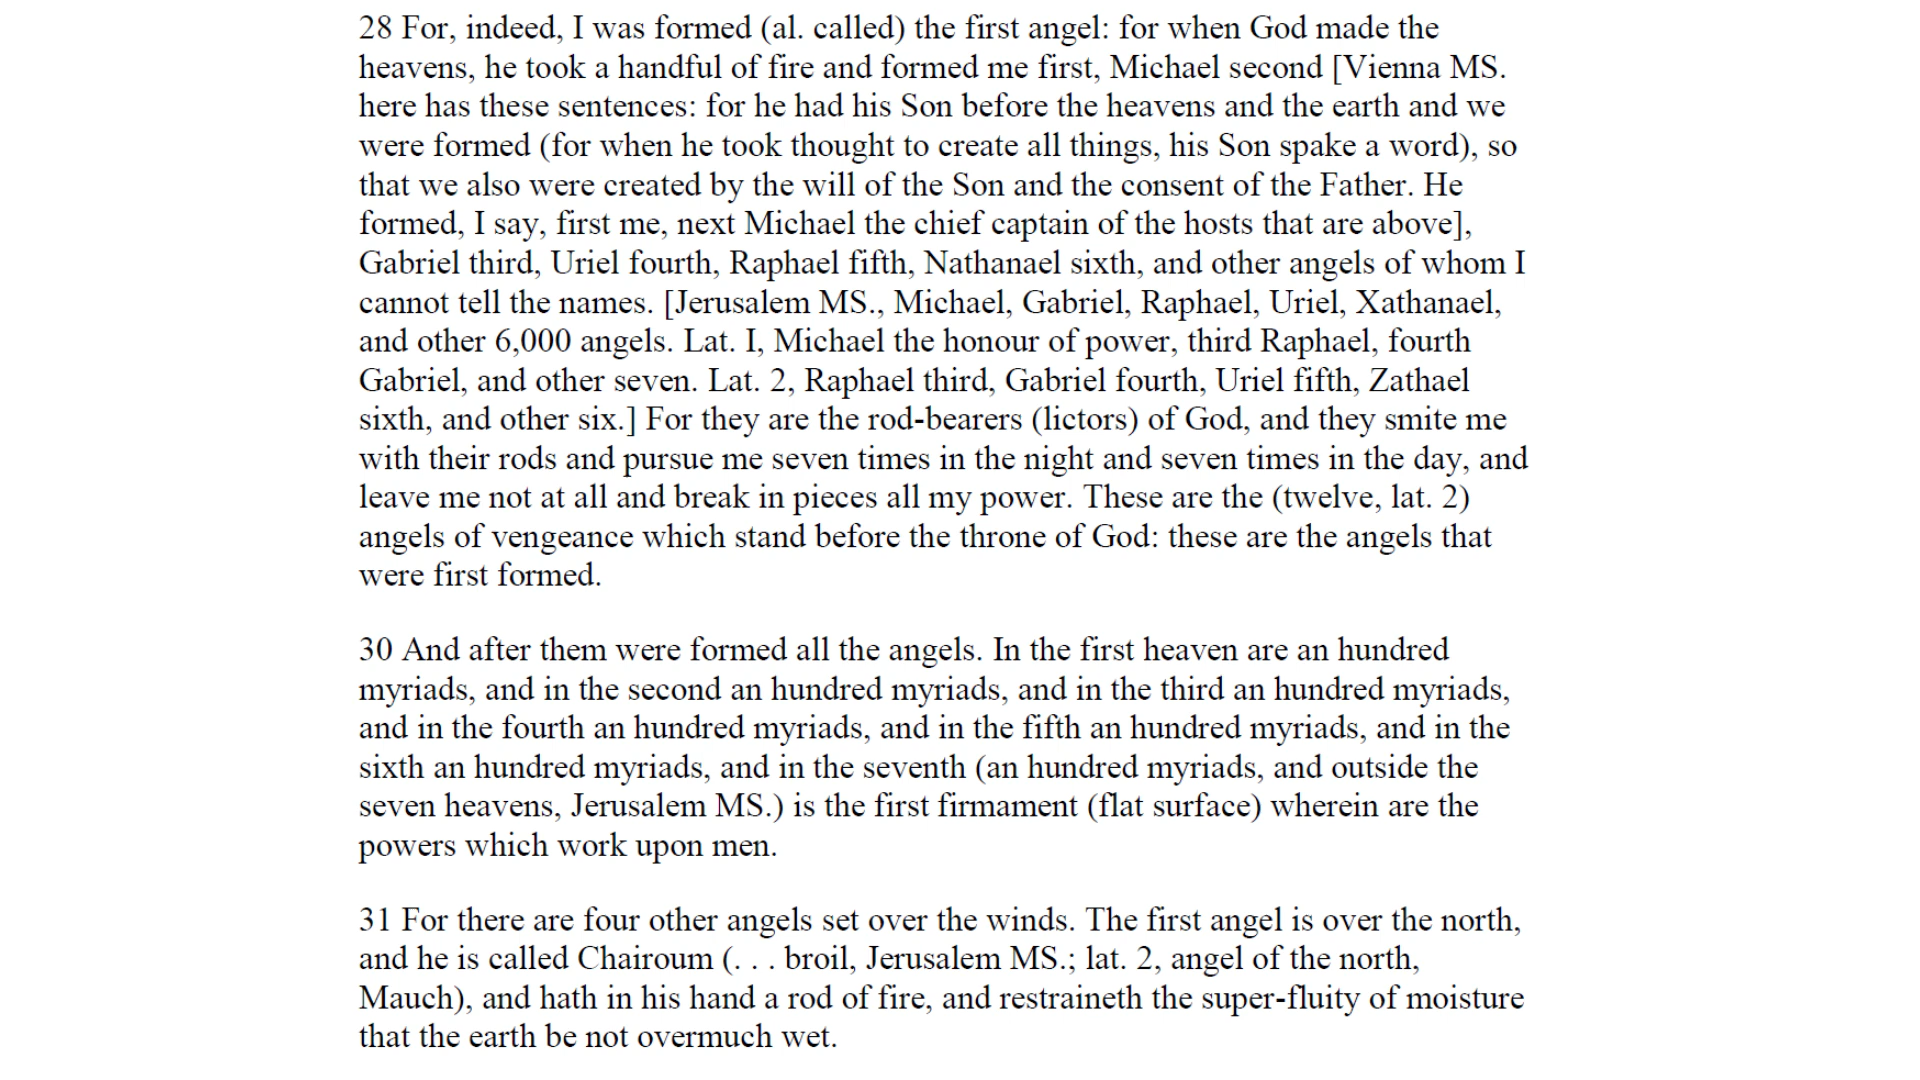 28 For, indeed, I was formed (al. called) the first angel: for when God made the
heavens, he took a handful of fire and formed me first, Michael second [Vienna MS.
here has these sentences: for he had his Son before the heavens and the earth and we
were formed (for when he took thought to create all things, his Son spake a word), so
that we also were created by the will of the Son and the consent of the Father. He
formed, I say, first me, next Michael the chief captain of the hosts that are above],
Gabriel third, Uriel fourth, Raphael fifth, Nathanael sixth, and other angels of whom I
cannot tell the names. [Jerusalem MS., Michael, Gabriel, Raphael, Uriel, Xathanael,
and other 6,000 angels. Lat. I, Michael the honour of power, third Raphael, fourth
Gabriel, and other seven. Lat. 2, Raphael third, Gabriel fourth, Uriel fifth, Zathael
sixth, and other six.] For they are the rod-bearers (lictors) of God, and they smite me
with their rods and pursue me seven times in the night and seven times in the day, and
leave me not at all and break in pieces all my power. These are the (twelve, lat. 2)
angels of vengeance which stand before the throne of God: these are the angels that
were first formed.
30 And after them were formed all the angels. In the first heaven are an hundred
myriads, and in the second an hundred myriads, and in the third an hundred myriads,
and in the fourth an hundred myriads, and in the fifth an hundred myriads, and in the
sixth an hundred myriads, and in the seventh (an hundred myriads, and outside the
seven heavens, Jerusalem MS.) is the first firmament (flat surface) wherein are the
powers which work upon men.
31 For there are four other angels set over the winds. The first angel is over the north,
and he is called Chairoum (. . . broil, Jerusalem MS.; lat. 2, angel of the north,
Mauch), and hath in his hand a rod of fire, and restraineth the super-fluity of moisture
that the earth be not overmuch wet.